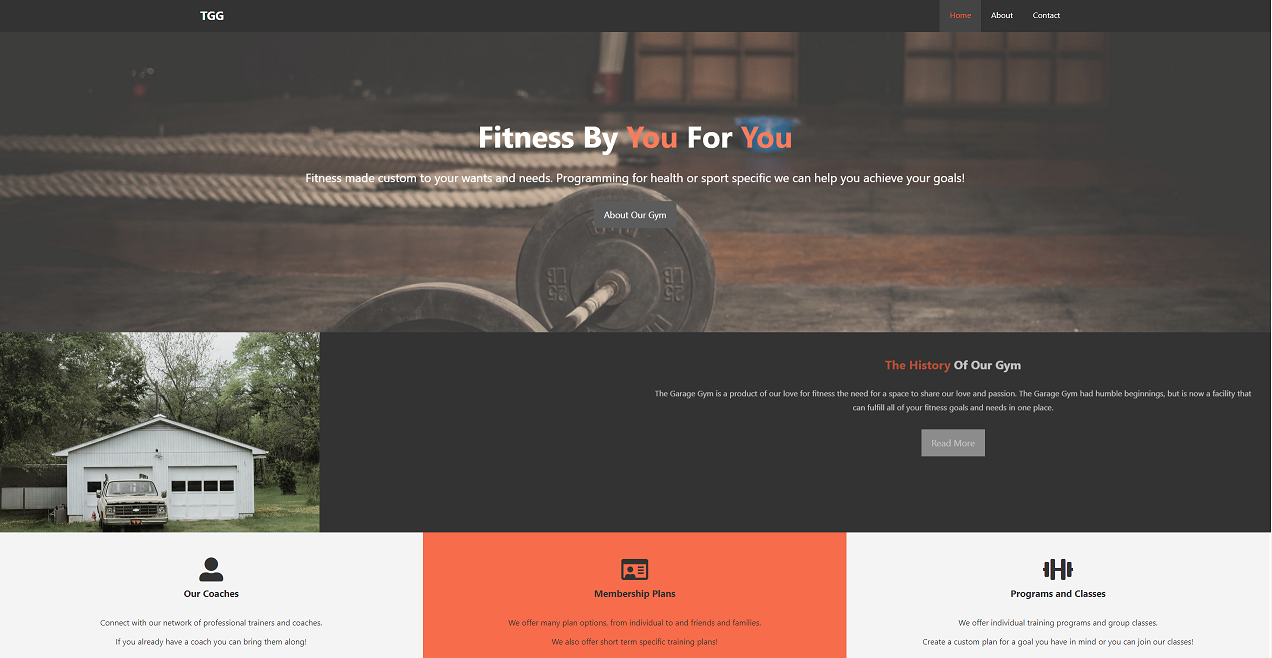 TGG
Home About Contact
Fitness By You For You
Fitness made custom to your wants and needs. Programming for health or sport specific we can help you achieve your goals!
About Our Gym
LB
25
LB
25
The History Of Our Gym
The Garage Gym is a product of our love for fitness the need for a space to share our love and passion. The Garage Gym had humble beginnings, but is now a facility that
can fulfill all of your fitness goals and needs in one place.
Read More
Our Coaches
Connect with our network of professional trainers and coaches.
If you already have a coach you can bring them along!
Membership Plans
We offer many plan options, from individual to and friends and families.
We also offer short term specific training plans!
Programs and Classes
We offer individual training programs and group classes.
Create a custom plan for a goal you have in mind or you can join our classes!